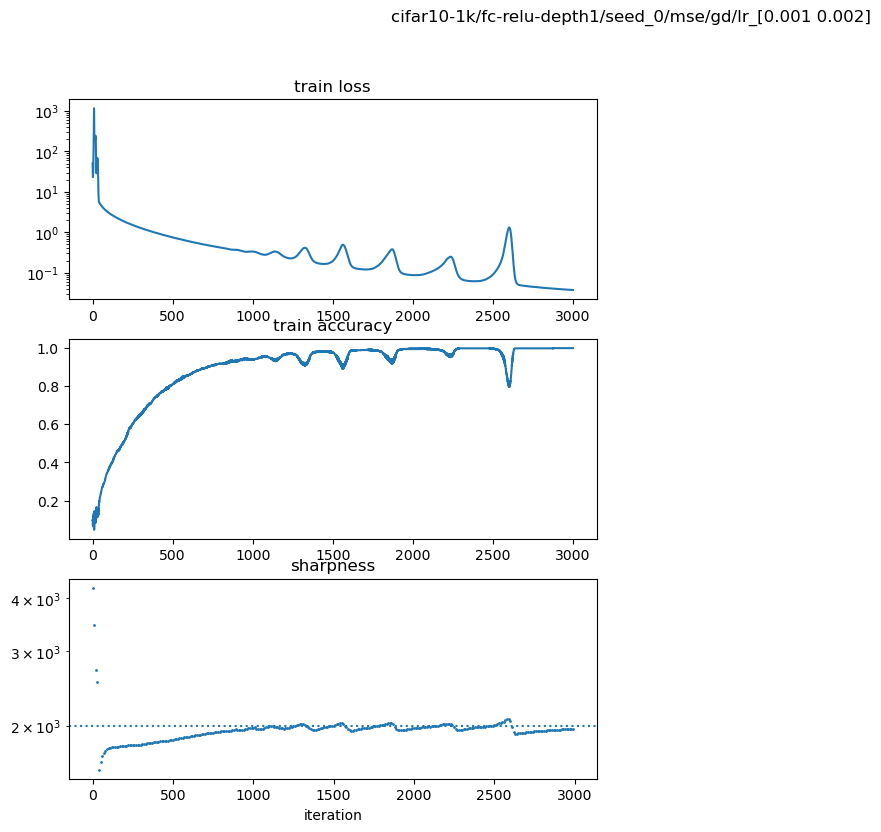 cifar10-1k/fc-relu-depth1/seed_0/mse/gd/lr_[0.001 0.002]
train loss
10³
10²
10¹
10⁰
10⁻¹
0 500 1000 1500 2000 2500 3000
train accuracy
1.0
0.8
0.6
0.4
0.2
0 500 1000 1500 2000 2500 3000
sharpness
4 × 10³
3 × 10³
2 × 10³
0 500 1000 1500 2000 2500 3000
iteration